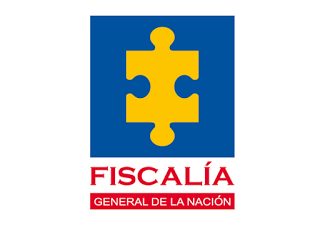 FISCALÍA
GENERAL DE LA NACIÓN